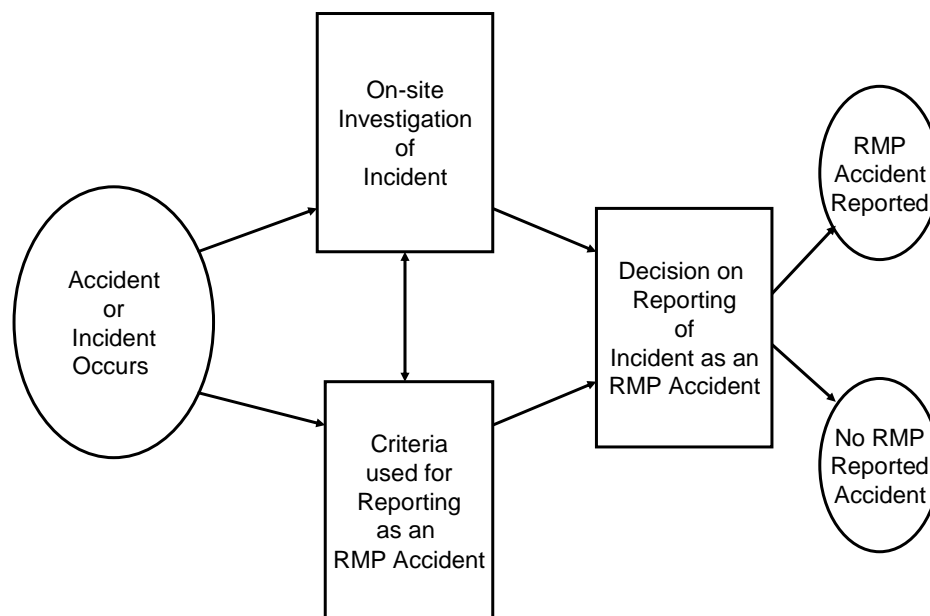 Accident
or
Incident
Occurs
On-site
Investigation
of
Incident
Criteria
used for
Reporting
as an
RMP Accident
Decision on
Reporting
of
Incident as an
RMP Accident
RMP
Accident
Reported
No RMP
Reported
Accident